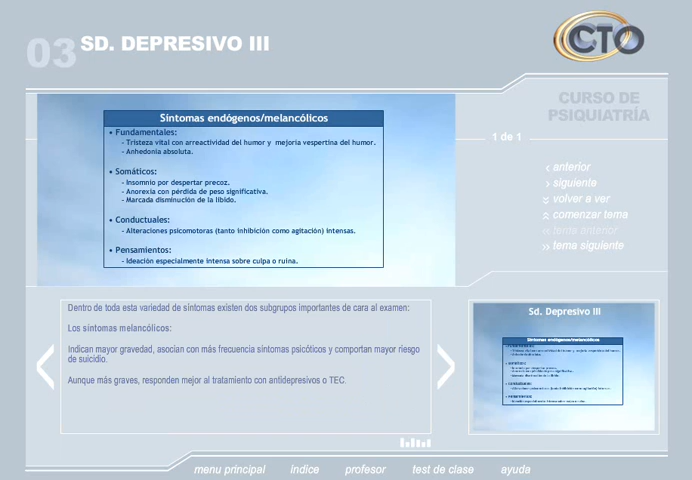 03 SD. DEPRESIVO III
CTO
CURSO DE
PSIQUIATRÍA
1 de 1
Síntomas endógenos/melancólicos
• Fundamentales:
- Tristeza vital con arreactividad del humor y mejoría vespertina del humor.
- Anhedonia absoluta.
• Somáticos:
- Insomnio por despertar precoz.
- Anorexia con pérdida de peso significativa.
- Marcada disminución de la libido.
• Conductuales:
- Alteraciones psicomotoras (tanto inhibición como agitación) intensas.
• Pensamientos:
- Ideación especialmente intensa sobre culpa o ruina.
anterior
siguiente
volver a ver
comenzar tema
tema anterior
tema siguiente
Dentro de toda esta variedad de síntomas existen dos subgrupos importantes de cara al examen:
Los síntomas melancólicos:
Indican mayor gravedad, asocian con más frecuencia síntomas psicóticos y comportan mayor riesgo
de suicidio.
Aunque más graves, responden mejor al tratamiento con antidepresivos o TEC.
Sd. Depresivo III
Síntomas endógenos/melancólicos
menu principal índice profesor test de clase ayuda